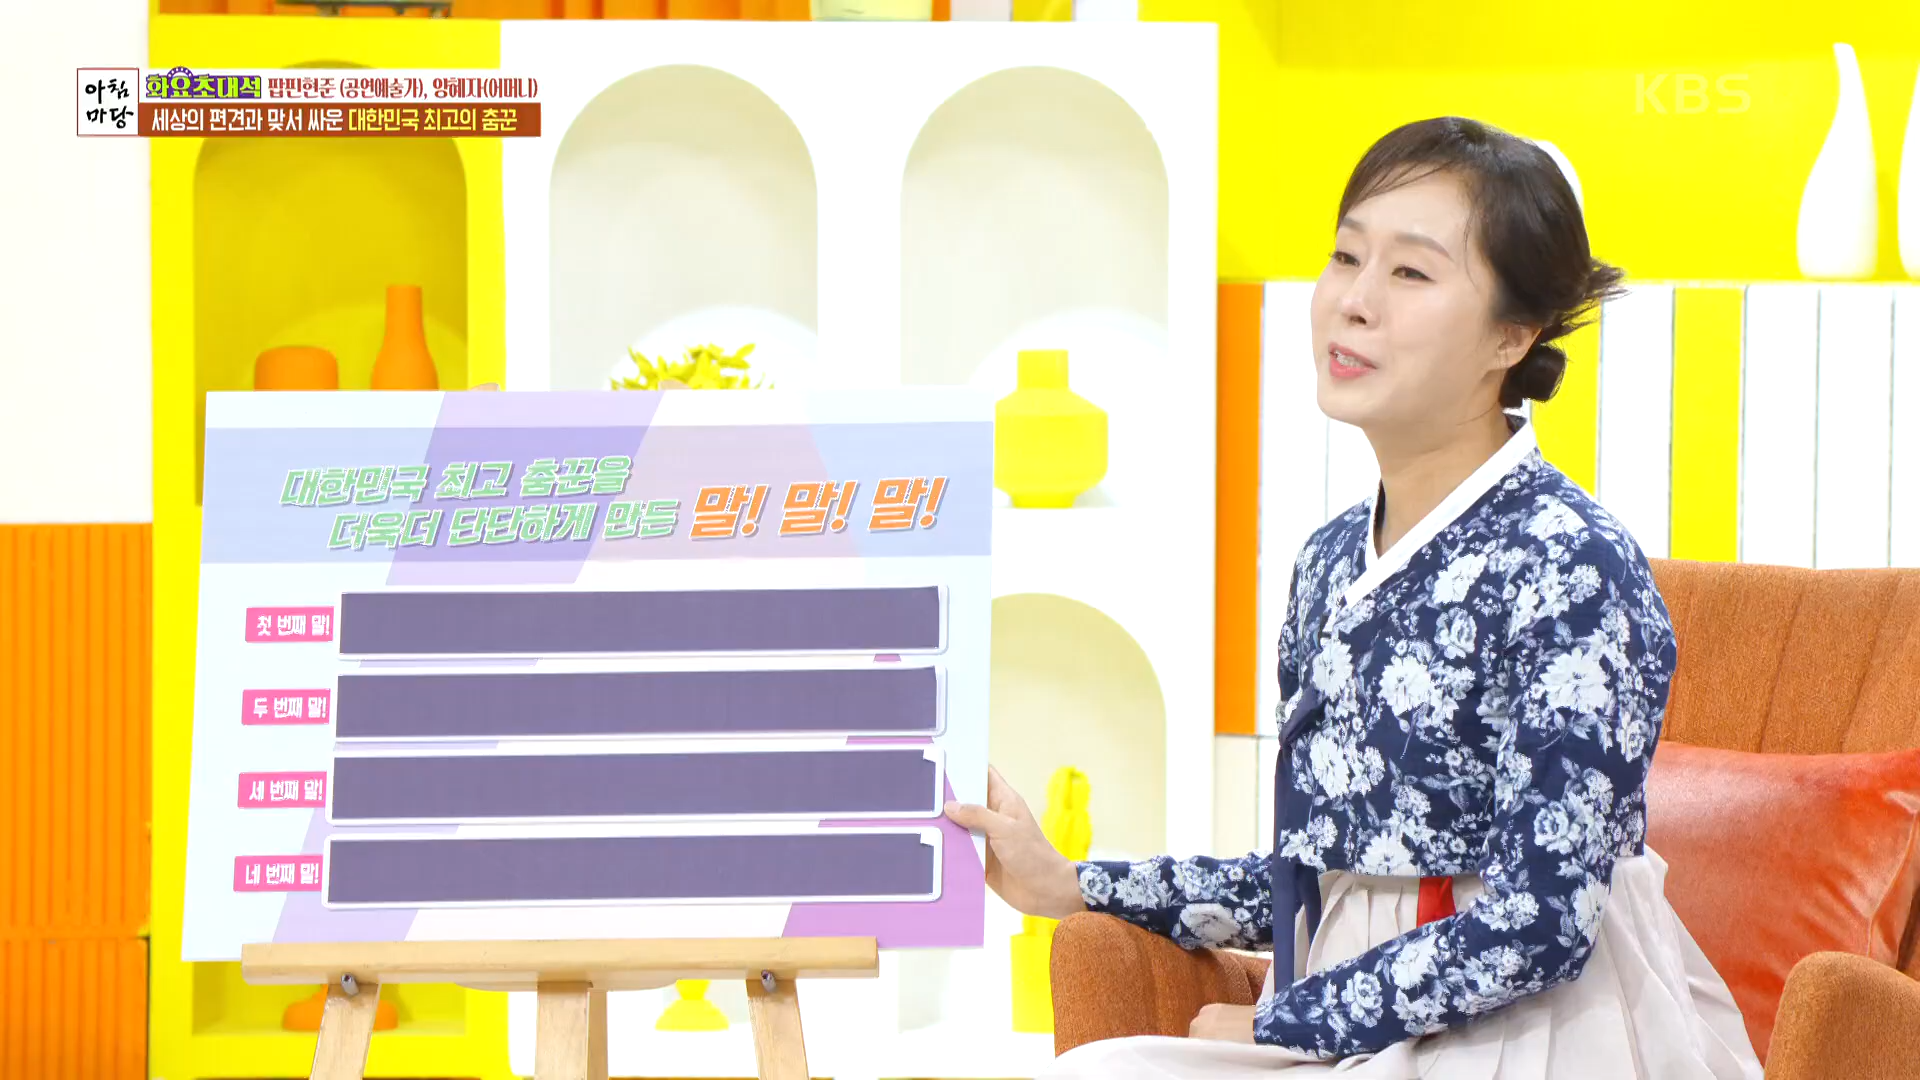 아침
마당
화요초대석 팝핀현준 (공연예술가), 양혜자(어머니)
세상의 편견과 맞서 싸운 대한민국 최고의 춤꾼
KBS
대한민국 최고 춤꾼을
더욱더 단단하게 만든 말! 말! 말!
첫 번째 말!
두 번째 말!
세 번째 말!
네 번째 말!